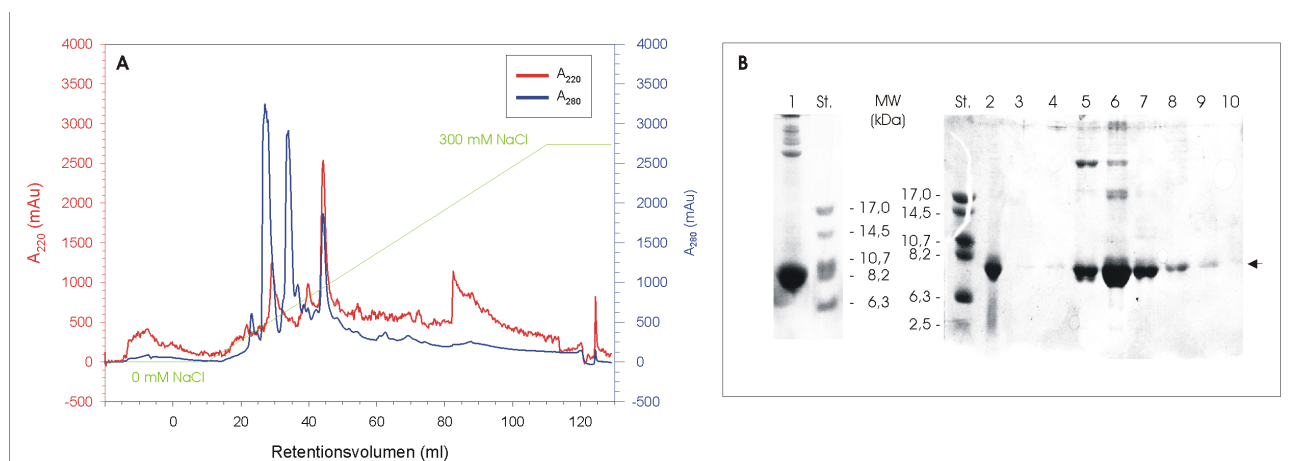 A
A220
A280
4000
3500
3000
2500
2000
1500
1000
500
0
-500
A220 (mAu)
300 mM NaCl
0 mM NaCl
4000
3500
3000
2500
2000
1500
1000
500
0
-500
A280 (mAu)
0 20 40 60 80 100 120
Retentionsvolumen (ml)
B
1 St. MW (kDa) St. 2 3 4 5 6 7 8 9 10
- 17,0
- 14,5
- 10,7
- 8,2
- 6,3
17,0 -
14,5 -
10,7 -
8,2 -
6,3 -
2,5 -